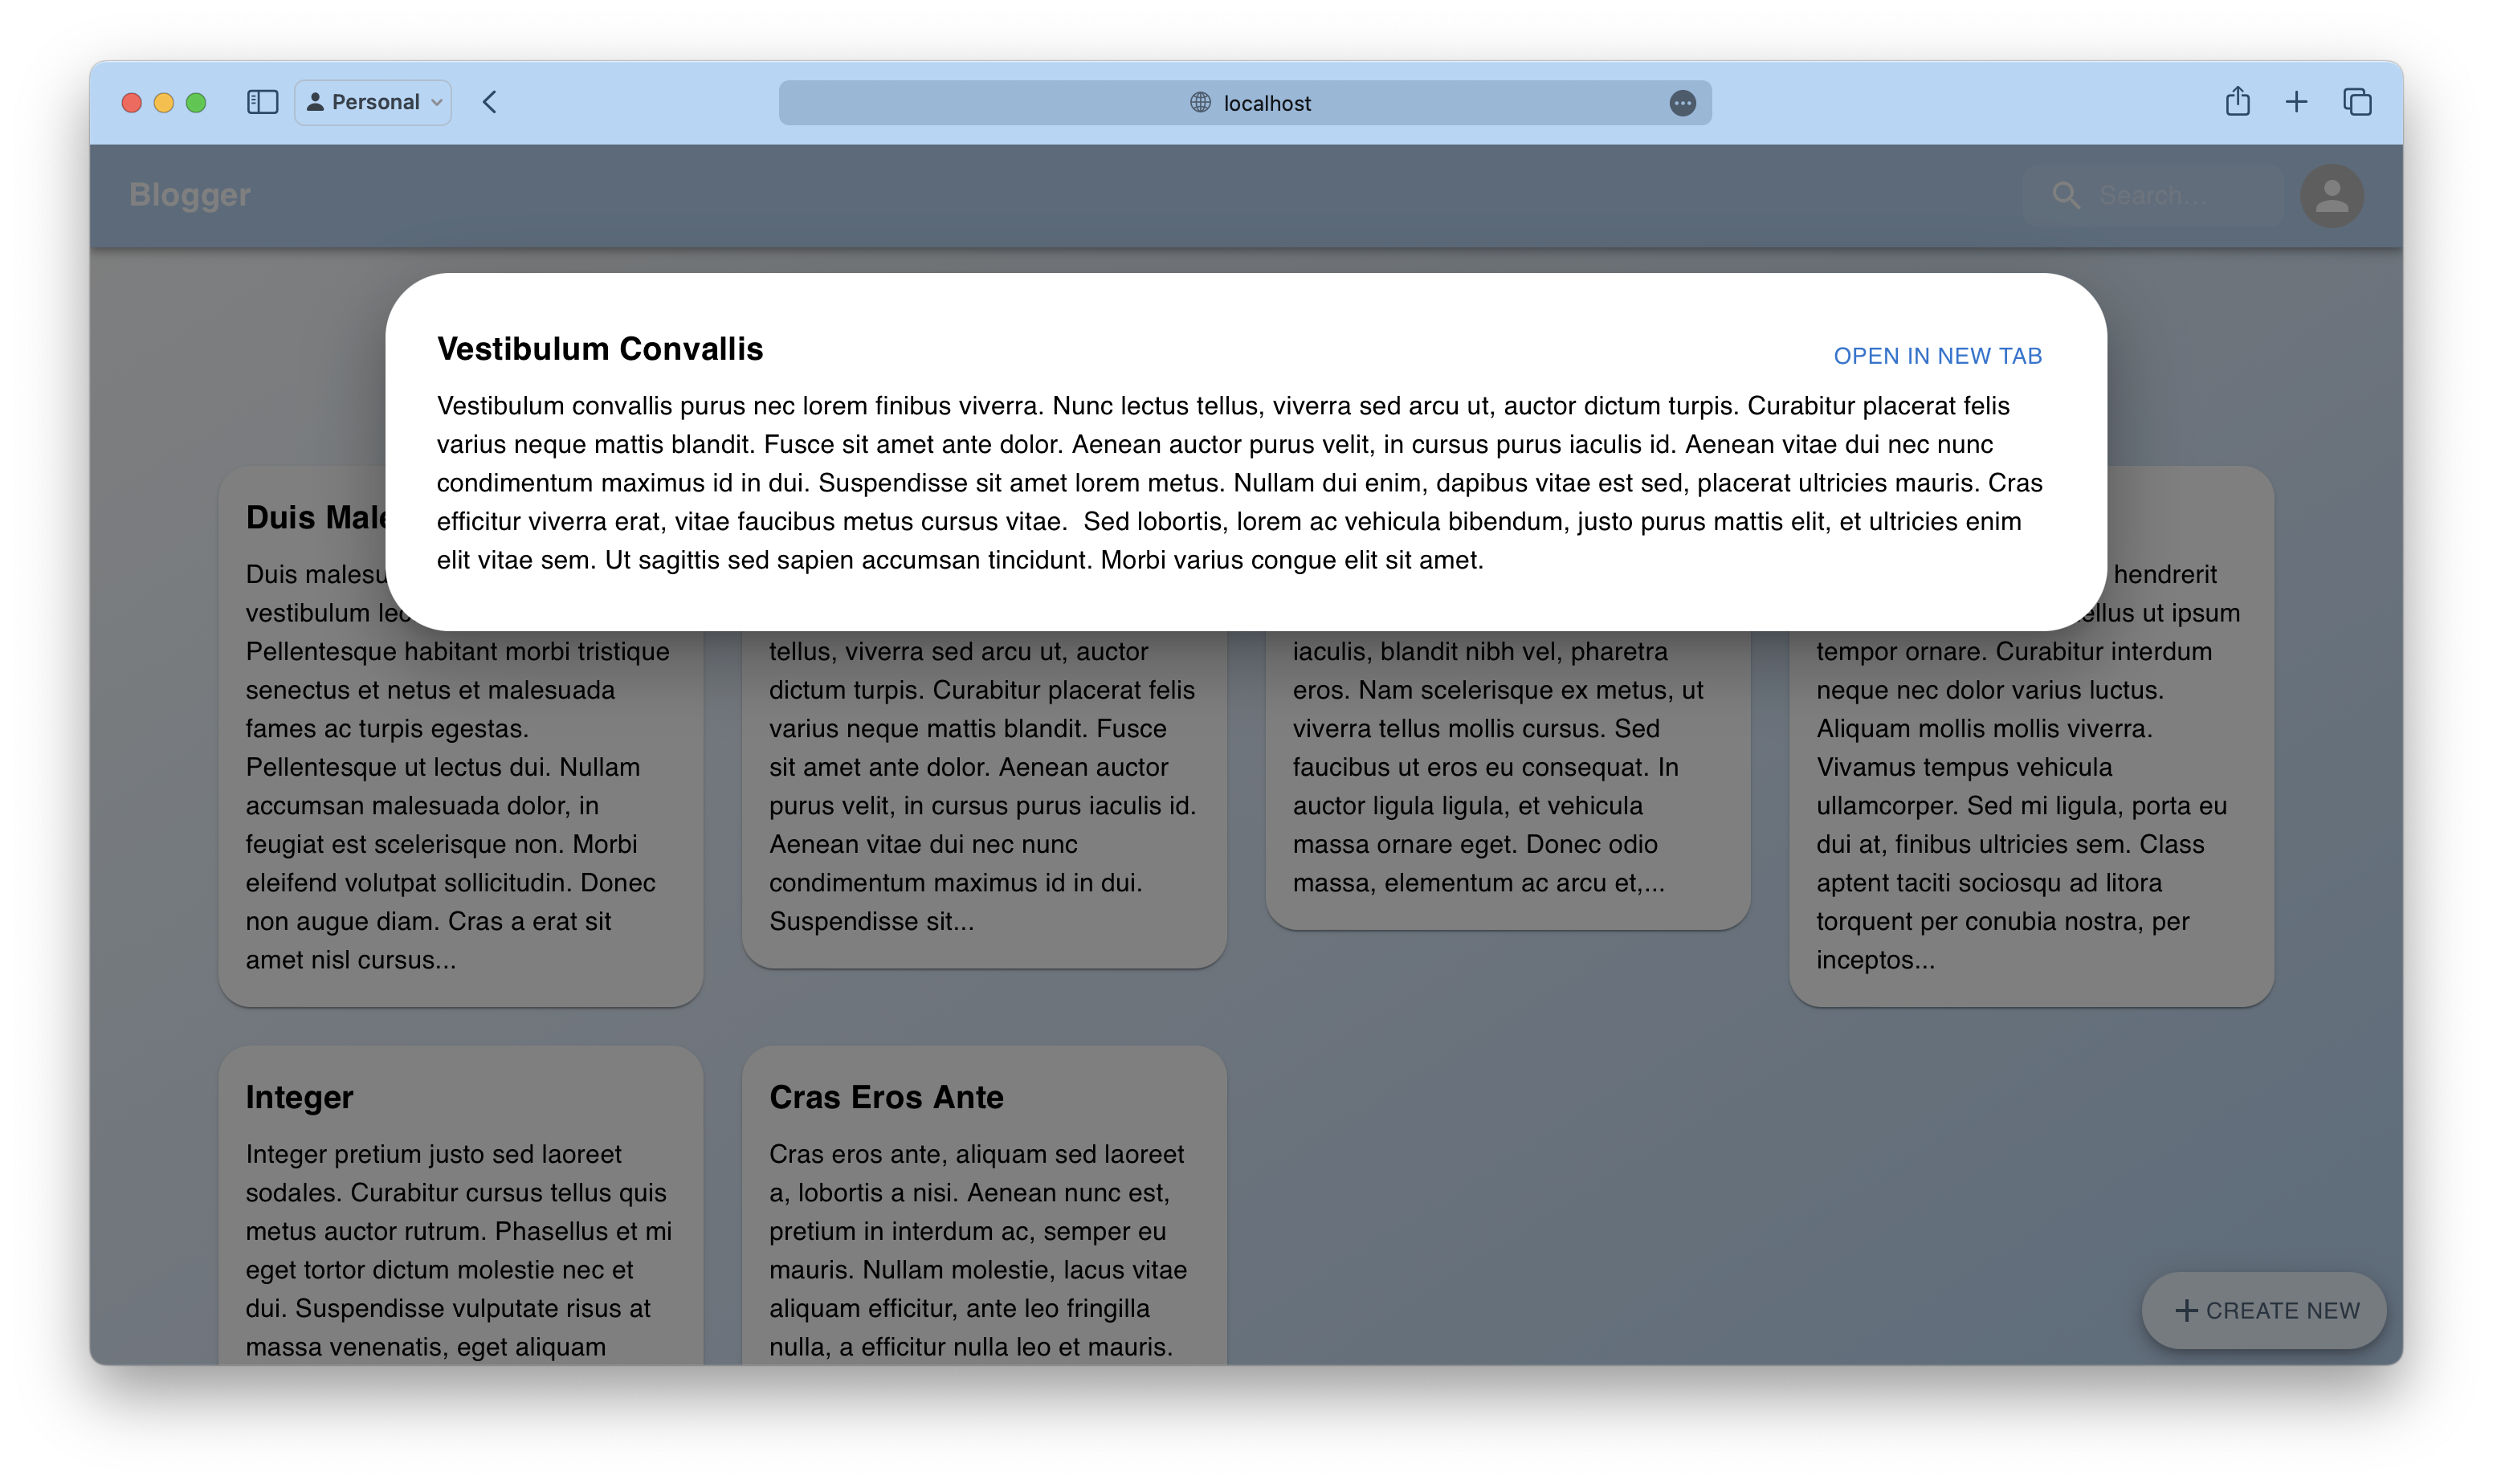 Personal
localhost
Blogger
Search...
Vestibulum Convallis
OPEN IN NEW TAB
Vestibulum convallis purus nec lorem finibus viverra. Nunc lectus tellus, viverra sed arcu ut, auctor dictum turpis. Curabitur placerat felis
varius neque mattis blandit. Fusce sit amet ante dolor. Aenean auctor purus velit, in cursus purus iaculis id. Aenean vitae dui nec nunc
condimentum maximus id in dui. Suspendisse sit amet lorem metus. Nullam dui enim, dapibus vitae est sed, placerat ultricies mauris. Cras
efficitur viverra erat, vitae faucibus metus cursus vitae.  Sed lobortis, lorem ac vehicula bibendum, justo purus mattis elit, et ultricies enim
elit vitae sem. Ut sagittis sed sapien accumsan tincidunt. Morbi varius congue elit sit amet.
Duis
Duis
vestibulum
Pellentesque habitant morbi tristique
senectus et netus et malesuada
fames ac turpis egestas.
Pellentesque ut lectus dui. Nullam
accumsan malesuada dolor, in
feugiat est scelerisque non. Morbi
eleifend volutpat sollicitudin. Donec
non augue diam. Cras a erat sit
amet nisl cursus...
tellus, viverra sed arcu ut, auctor
dictum turpis. Curabitur placerat felis
varius neque mattis blandit. Fusce
sit amet ante dolor. Aenean auctor
purus velit, in cursus purus iaculis id.
Aenean vitae dui nec nunc
condimentum maximus id in dui.
Suspendisse sit...
iaculis, blandit nibh vel, pharetra
eros. Nam scelerisque ex metus, ut
viverra tellus mollis cursus. Sed
faucibus ut eros eu consequat. In
auctor ligula ligula, et vehicula
massa ornare eget. Donec odio
massa, elementum ac arcu et,...
hendrerit
ut ipsum
tempor ornare. Curabitur interdum
neque nec dolor varius luctus.
Aliquam mollis mollis viverra.
Vivamus tempus vehicula
ullamcorper. Sed mi ligula, porta eu
dui at, finibus ultricies sem. Class
aptent taciti sociosqu ad litora
torquent per conubia nostra, per
inceptos...
Integer
Integer pretium justo sed laoreet
sodales. Curabitur cursus tellus quis
metus auctor rutrum. Phasellus et mi
eget tortor dictum molestie nec et
dui. Suspendisse vulputate risus at
massa venenatis, eget aliquam
Cras Eros Ante
Cras eros ante, aliquam sed laoreet
a, lobortis a nisi. Aenean nunc est,
pretium in interdum ac, semper eu
mauris. Nullam molestie, lacus vitae
aliquam efficitur, ante leo fringilla
nulla, a efficitur nulla leo et mauris.
CREATE NEW